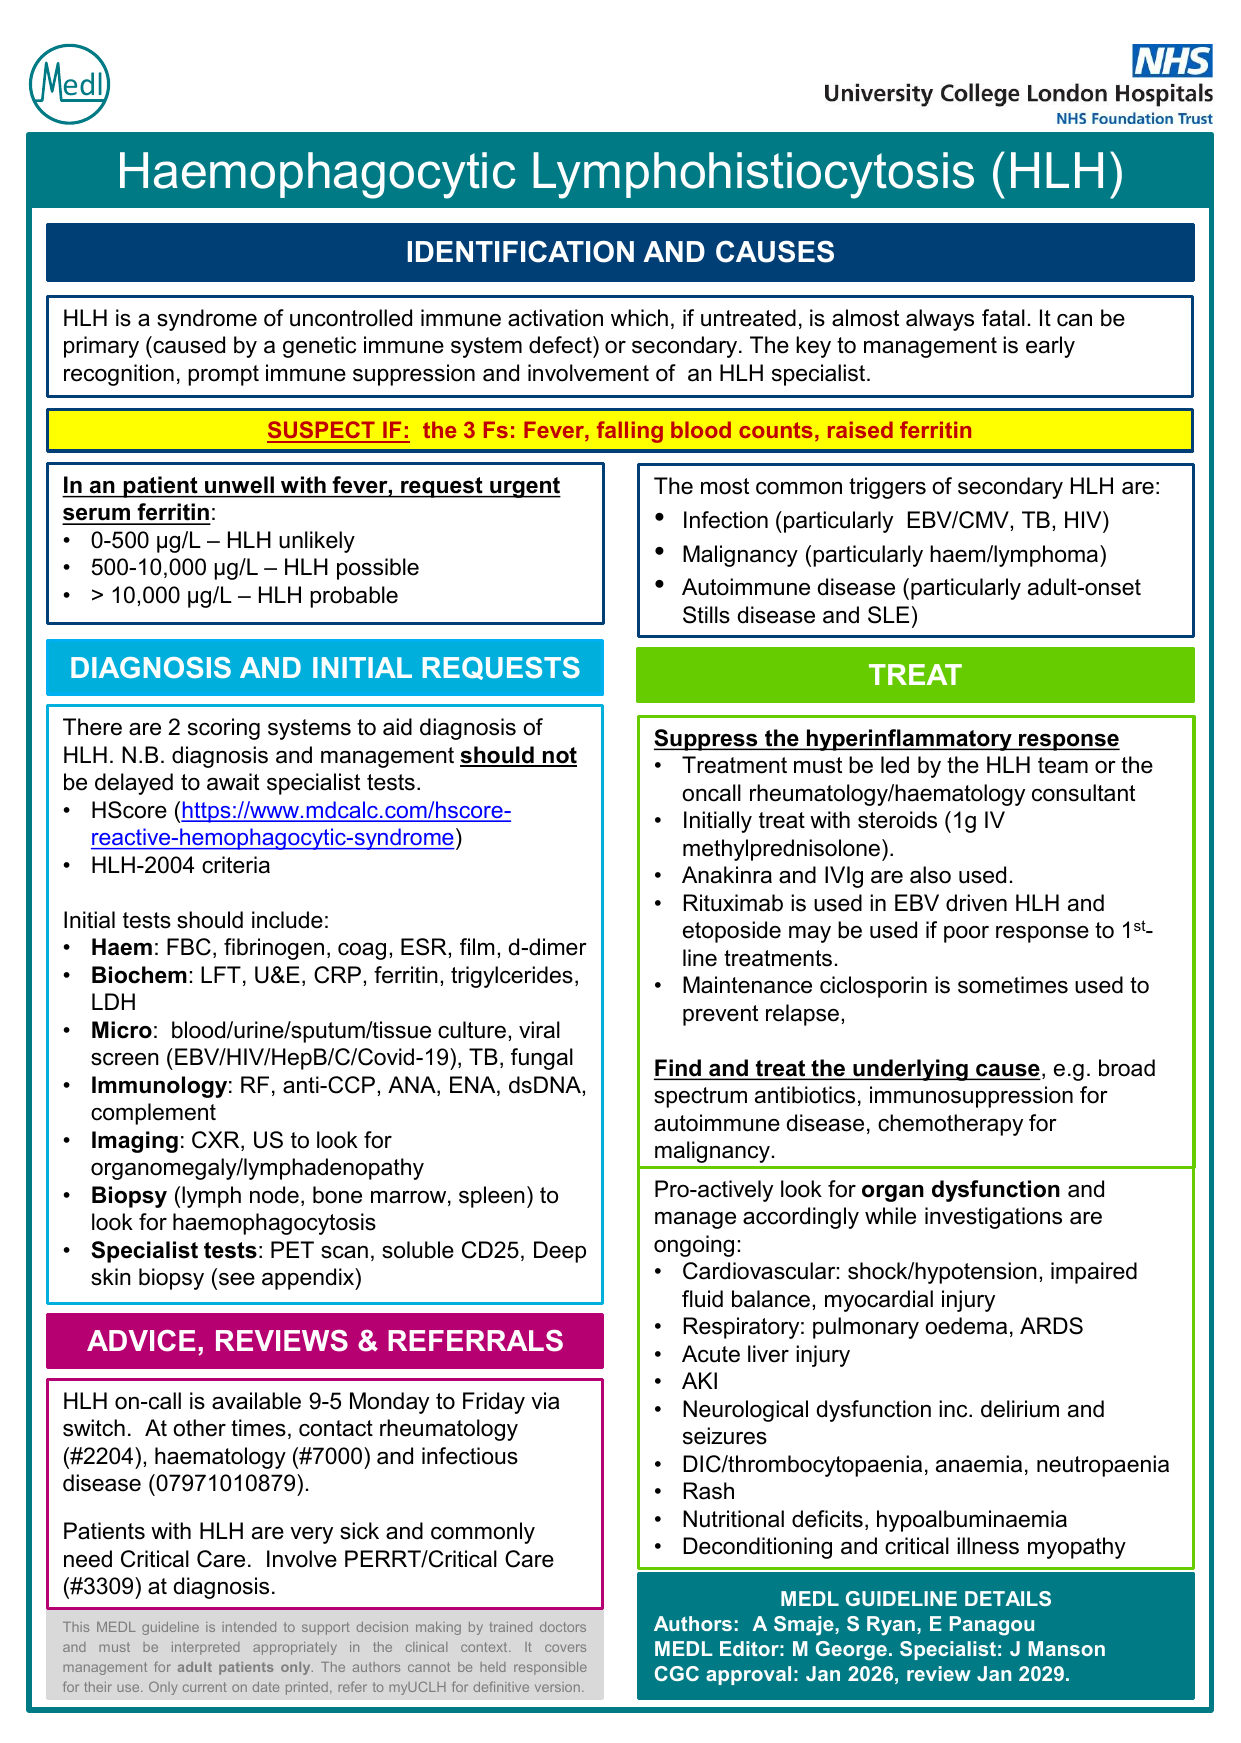 Medl
NHS
University College London Hospitals
NHS Foundation Trust
Haemophagocytic Lymphohistiocytosis (HLH)
IDENTIFICATION AND CAUSES
HLH is a syndrome of uncontrolled immune activation which, if untreated, is almost always fatal. It can be
primary (caused by a genetic immune system defect) or secondary. The key to management is early
recognition, prompt immune suppression and involvement of  an HLH specialist.
SUSPECT IF:  the 3 Fs: Fever, falling blood counts, raised ferritin
In an patient unwell with fever, request urgent
serum ferritin:
• 0-500 µg/L – HLH unlikely
• 500-10,000 µg/L – HLH possible
• > 10,000 µg/L – HLH probable
The most common triggers of secondary HLH are:
• Infection (particularly  EBV/CMV, TB, HIV)
• Malignancy (particularly haem/lymphoma)
• Autoimmune disease (particularly adult-onset
Stills disease and SLE)
DIAGNOSIS AND INITIAL REQUESTS
There are 2 scoring systems to aid diagnosis of
HLH. N.B. diagnosis and management should not
be delayed to await specialist tests.
• HScore (https://www.mdcalc.com/hscore-
reactive-hemophagocytic-syndrome)
• HLH-2004 criteria
Initial tests should include:
• Haem: FBC, fibrinogen, coag, ESR, film, d-dimer
• Biochem: LFT, U&E, CRP, ferritin, trigylcerides,
LDH
• Micro:  blood/urine/sputum/tissue culture, viral
screen (EBV/HIV/HepB/C/Covid-19), TB, fungal
• Immunology: RF, anti-CCP, ANA, ENA, dsDNA,
complement
• Imaging: CXR, US to look for
organomegaly/lymphadenopathy
• Biopsy (lymph node, bone marrow, spleen) to
look for haemophagocytosis
• Specialist tests: PET scan, soluble CD25, Deep
skin biopsy (see appendix)
ADVICE, REVIEWS & REFERRALS
HLH on-call is available 9-5 Monday to Friday via
switch.  At other times, contact rheumatology
(#2204), haematology (#7000) and infectious
disease (07971010879).
Patients with HLH are very sick and commonly
need Critical Care.  Involve PERRT/Critical Care
(#3309) at diagnosis.
This MEDL guideline is intended to support decision making by trained doctors
and must be interpreted appropriately in the clinical context. It covers
management for adult patients only. The authors cannot be held responsible
for their use. Only current on date printed, refer to myUCLH for definitive version.
TREAT
Suppress the hyperinflammatory response
• Treatment must be led by the HLH team or the
oncall rheumatology/haematology consultant
• Initially treat with steroids (1g IV
methylprednisolone).
• Anakinra and IVIg are also used.
• Rituximab is used in EBV driven HLH and
etoposide may be used if poor response to 1st-
line treatments.
• Maintenance ciclosporin is sometimes used to
prevent relapse,
Find and treat the underlying cause, e.g. broad
spectrum antibiotics, immunosuppression for
autoimmune disease, chemotherapy for
malignancy.
Pro-actively look for organ dysfunction and
manage accordingly while investigations are
ongoing:
• Cardiovascular: shock/hypotension, impaired
fluid balance, myocardial injury
• Respiratory: pulmonary oedema, ARDS
• Acute liver injury
• AKI
• Neurological dysfunction inc. delirium and
seizures
• DIC/thrombocytopaenia, anaemia, neutropaenia
• Rash
• Nutritional deficits, hypoalbuminaemia
• Deconditioning and critical illness myopathy
MEDL GUIDELINE DETAILS
Authors:  A Smaje, S Ryan, E Panagou
MEDL Editor: M George. Specialist: J Manson
CGC approval: Jan 2026, review Jan 2029.